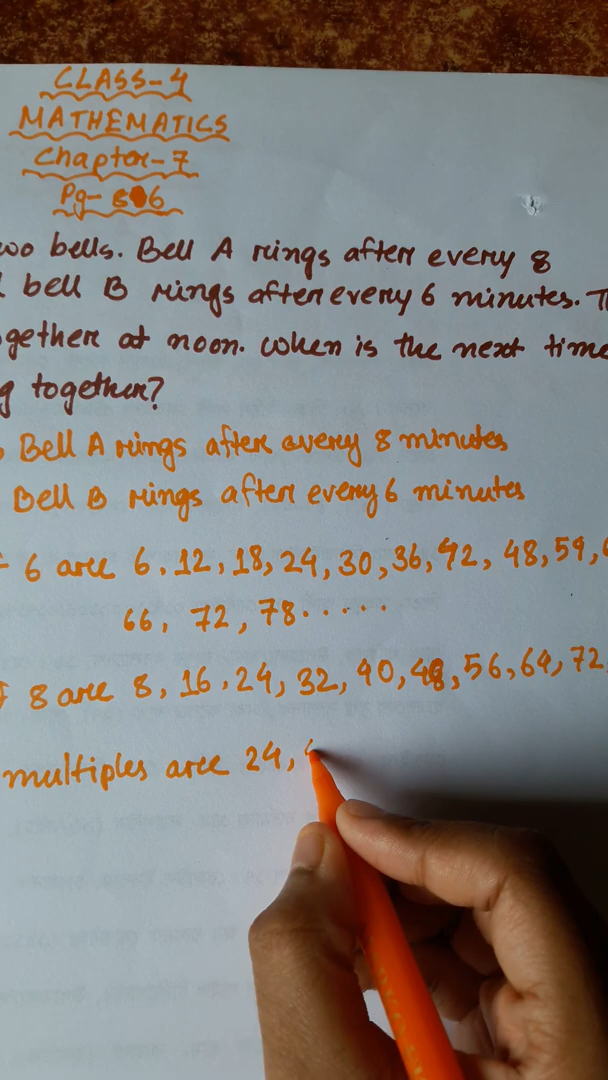 CLASS-4
MATHEMATICS
Chapter-7
Pg-
two bells. Bell A rings after every 8
bell B rings after every 6 minutes.
together at noon. When is the next time
together?
Bell A rings after every 8 minutes
Bell B rings after every 6 minutes
6 are 6, 12, 18, 24, 30, 36, 42, 48, 54,
66, 72, 78.....
8 are 8, 16, 24, 32, 40, 48, 56, 64, 72,
multiples are 24,